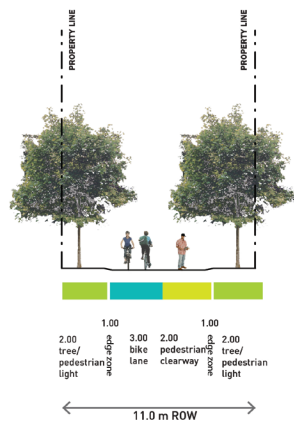 PROPERTY LINE
PROPERTY LINE
2.00
tree/
pedestrian
light
1.00
edge zone
3.00
bike
lane
2.00
pedestrian
clearway
1.00
edge zone
2.00
tree/
pedestrian
light
11.0 m ROW